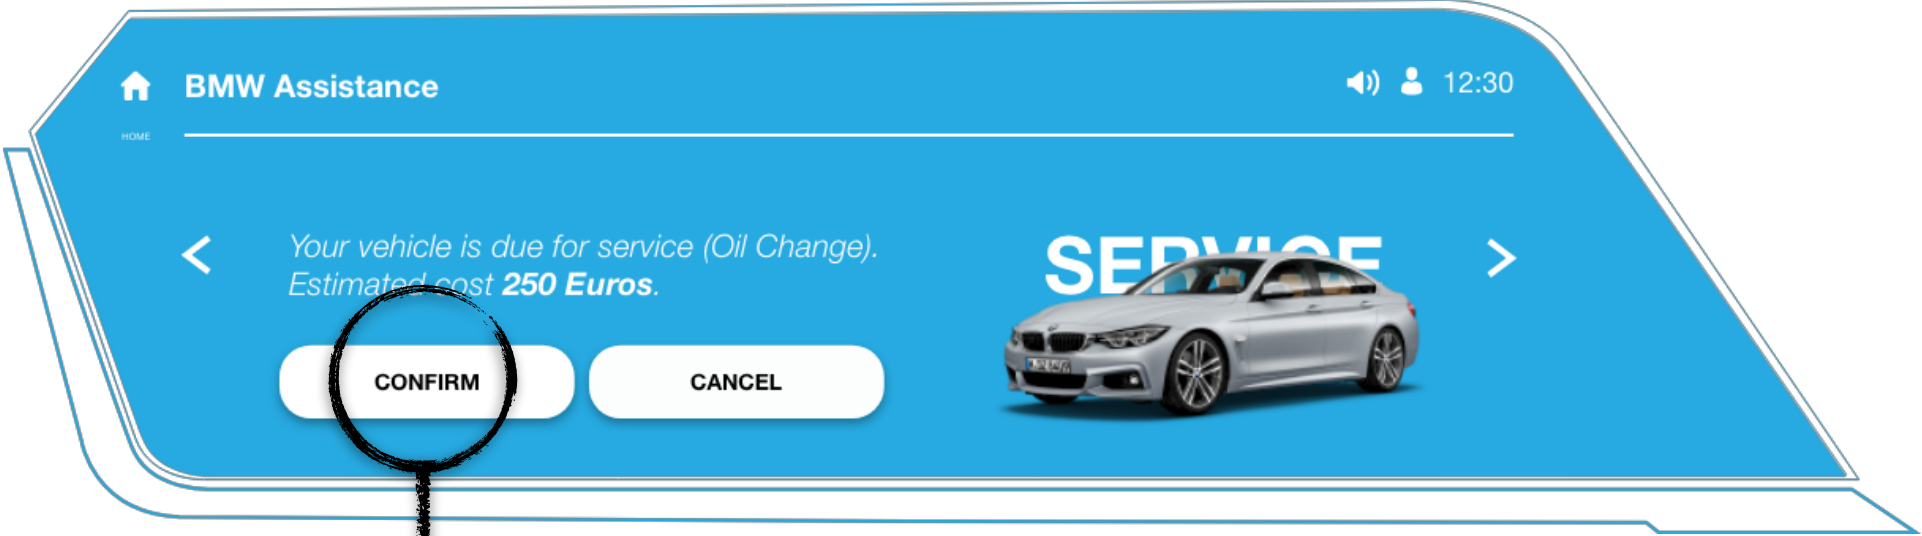 BMW Assistance
12:30
HOME
Your vehicle is due for service (Oil Change).
Estimated cost 250 Euros.
SERVICE
CONFIRM
CANCEL